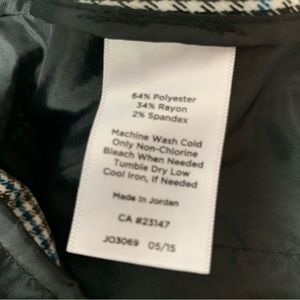 64% Polyester
34% Rayon
2% Spandex
Machine Wash Cold
Only Non-Chlorine
Bleach When Needed
Tumble Dry Low
Cool Iron, If Needed
Made In Jordan
CA #23147
JO3069 05/15